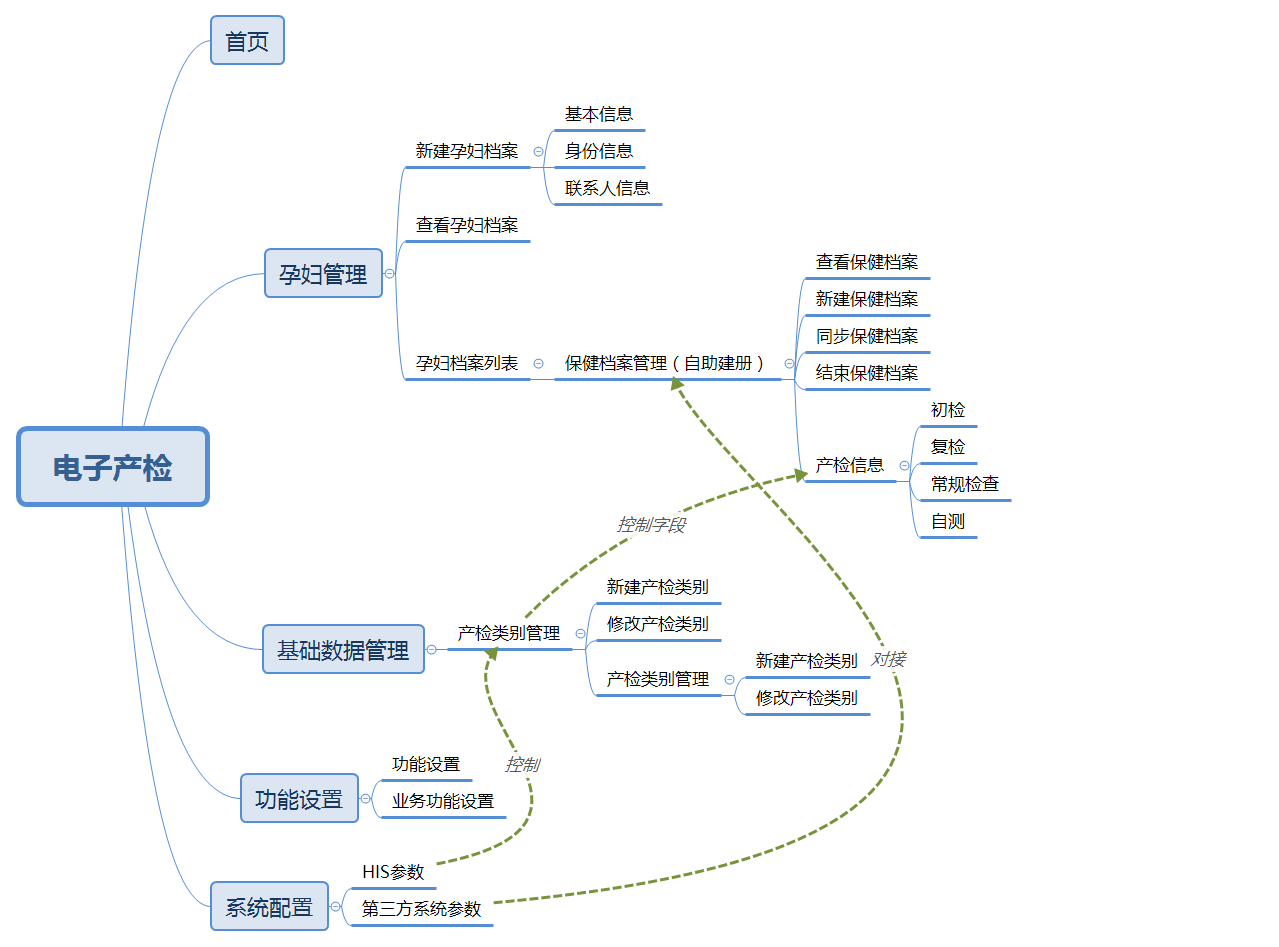 首页
基本信息
新建孕妇档案
身份信息
联系人信息
查看孕妇档案
查看保健档案
孕妇管理
新建保健档案
同步保健档案
孕妇档案列表
保健档案管理（自助建册）
结束保健档案
初检
复检
电子产检
产检信息
常规检查
自测
控制字段
新建产检类别
修改产检类别
产检类别管理
基础数据管理
新建产检类别
对接
产检类别管理
修改产检类别
功能设置
控制
功能设置
业务功能设置
HIS参数
系统配置
第三方系统参数